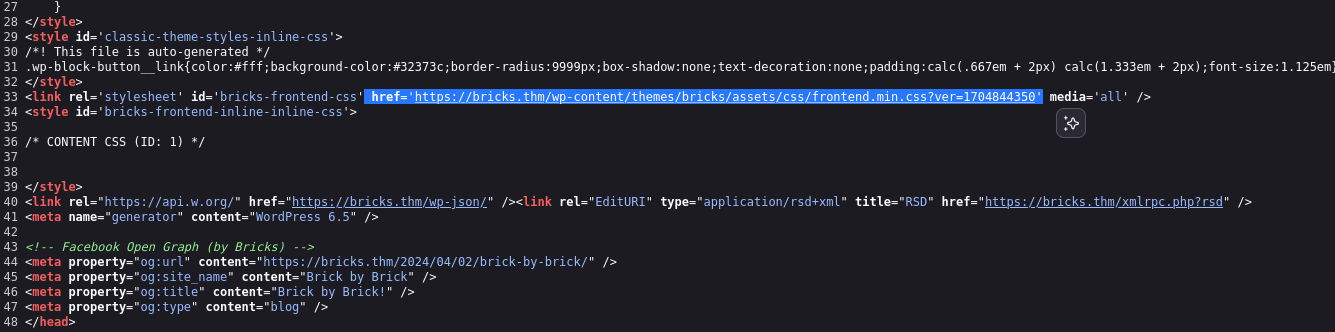 27     }
28 </style>
29 <style id='classic-theme-styles-inline-css'>
30 /*! This file is auto-generated */
31 .wp-block-button__link{color:#fff;background-color:#32373c;border-radius:9999px;box-shadow:none;text-decoration:none;padding:calc(.667em + 2px) calc(1.333em + 2px);font-size:1.125em}
32 </style>
33 <link rel='stylesheet' id='bricks-frontend-css' href='https://bricks.thm/wp-content/themes/bricks/assets/css/frontend.min.css?ver=1704844350' media='all' />
34 <style id='bricks-frontend-inline-inline-css'>
35
36 /* CONTENT CSS (ID: 1) */
37
38
39 </style>
40 <link rel="https://api.w.org/" href="https://bricks.thm/wp-json/" /><link rel="EditURI" type="application/rsd+xml" title="RSD" href="https://bricks.thm/xmlrpc.php?rsd" />
41 <meta name="generator" content="WordPress 6.5" />
42
43 <!-- Facebook Open Graph (by Bricks) -->
44 <meta property="og:url" content="https://bricks.thm/2024/04/02/brick-by-brick/" />
45 <meta property="og:site_name" content="Brick by Brick" />
46 <meta property="og:title" content="Brick by Brick!" />
47 <meta property="og:type" content="blog" />
48 </head>